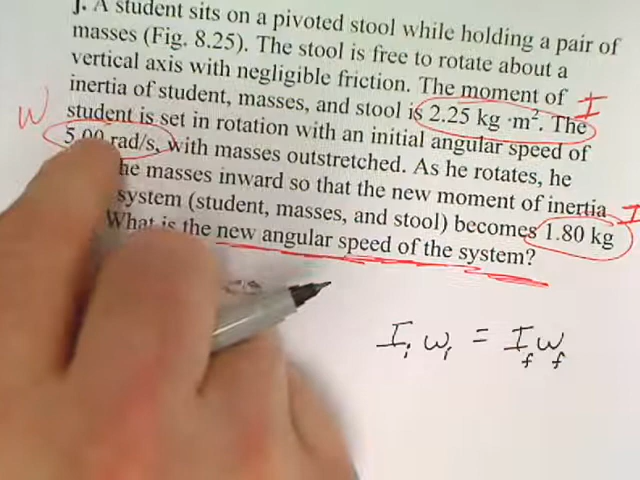 J. A student sits on a pivoted stool while holding a pair of
masses (Fig. 8.25). The stool is free to rotate about a
vertical axis with negligible friction. The moment of I
inertia of student, masses, and stool is 2.25 kg·m². The
W student is set in rotation with an initial angular speed of
5.00 rad/s, with masses outstretched. As he rotates, he
he masses inward so that the new moment of inertia I
system (student, masses, and stool) becomes 1.80 kg
What is the new angular speed of the system?
Iᵢ ωᵢ = I_f ω_f